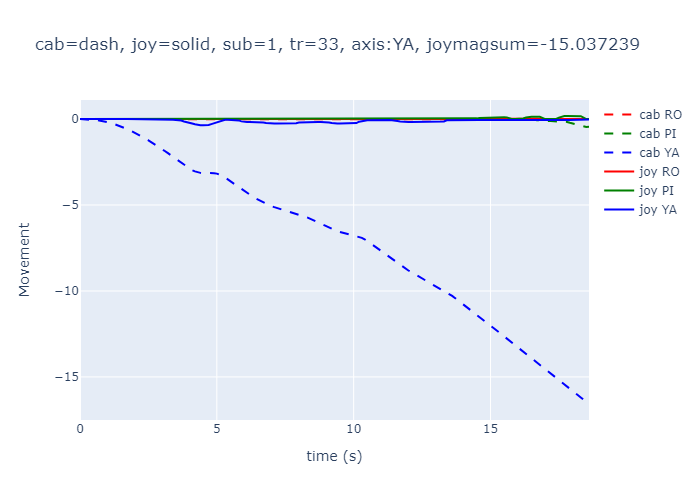 cab=dash, joy=solid, sub=1, tr=33, axis:YA, joymagsum=-15.037239
cab RO
cab PI
cab YA
joy RO
joy PI
joy YA
Movement
0
−5
−10
−15
0
5
10
15
time (s)